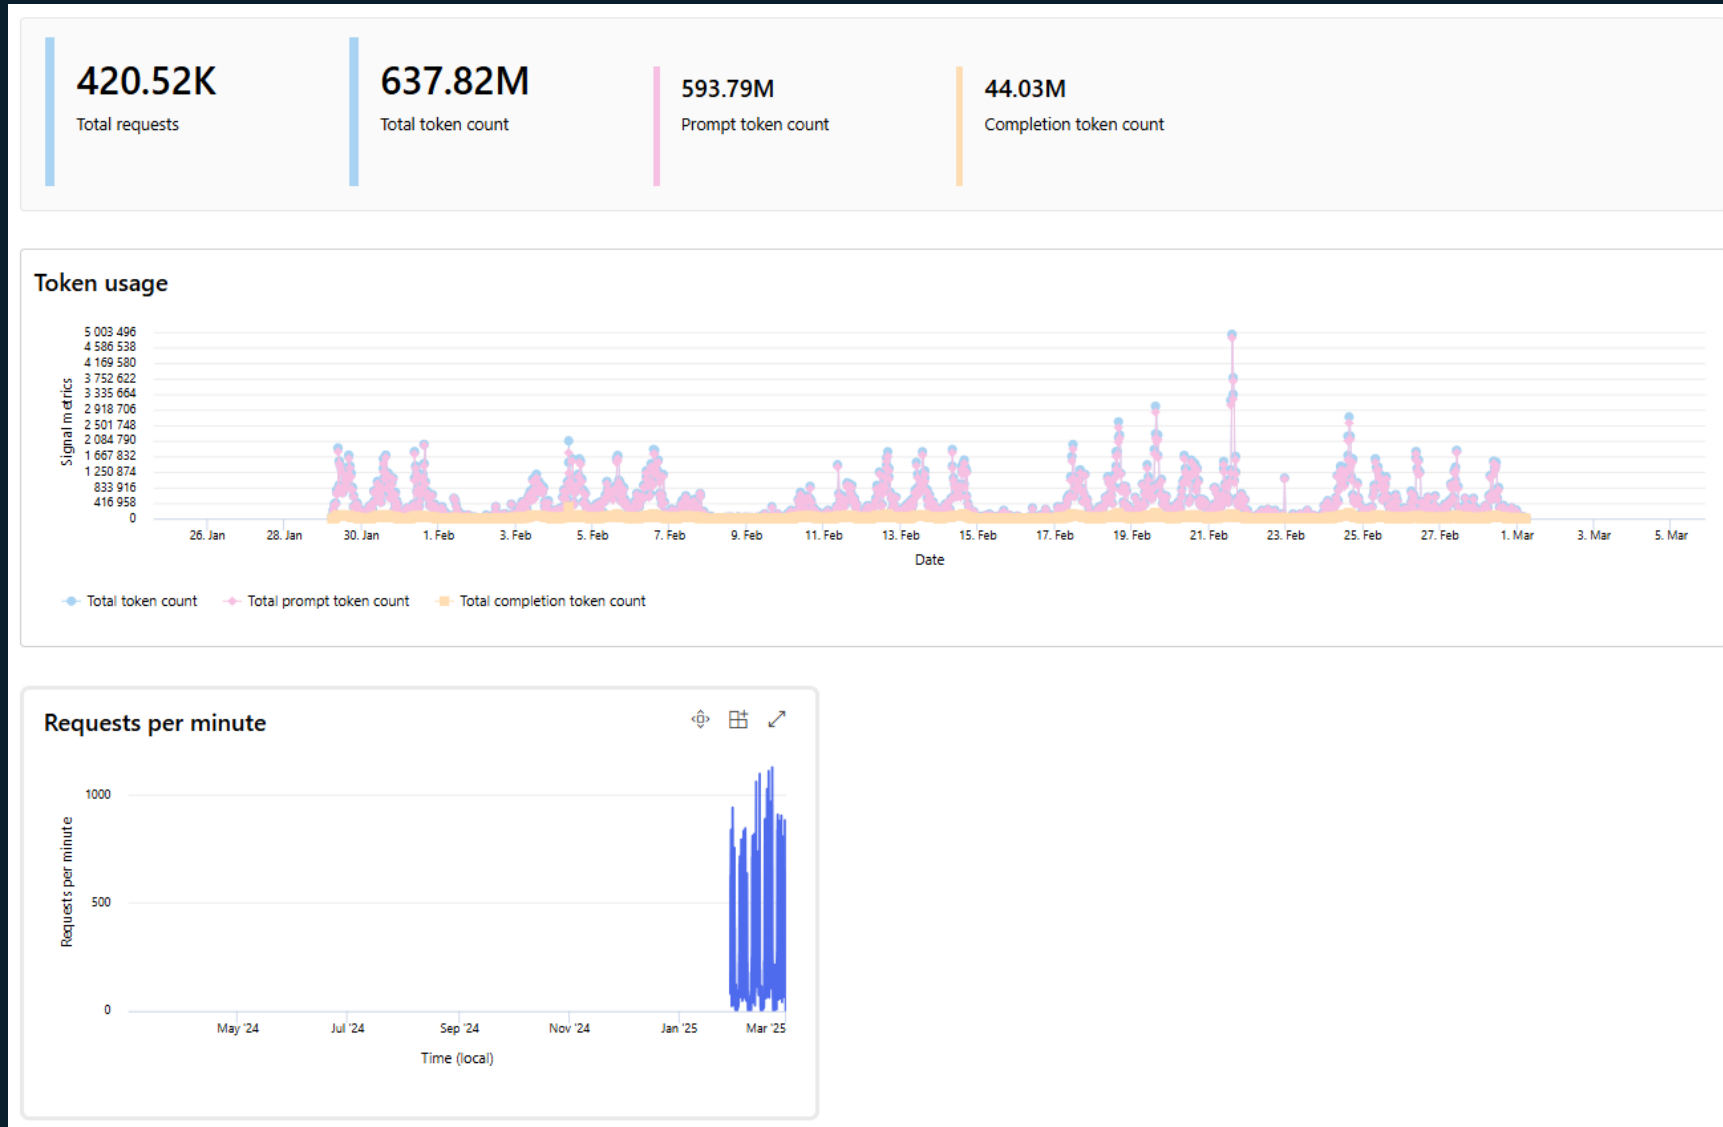 420.52K
Total requests
637.82M
Total token count
593.79M
Prompt token count
44.03M
Completion token count
Token usage
5 003 496
4 586 538
4 169 580
3 752 622
3 335 664
2 918 706
2 501 748
2 084 790
1 667 832
1 250 874
833 916
416 958
0
Signal metrics
26. Jan
28. Jan
30. Jan
1. Feb
3. Feb
5. Feb
7. Feb
9. Feb
11. Feb
13. Feb
15. Feb
17. Feb
19. Feb
21. Feb
23. Feb
25. Feb
27. Feb
1. Mar
3. Mar
5. Mar
Date
Total token count
Total prompt token count
Total completion token count
Requests per minute
1000
500
0
Requests per minute
May '24
Jul '24
Sep '24
Nov '24
Jan '25
Mar '25
Time (local)